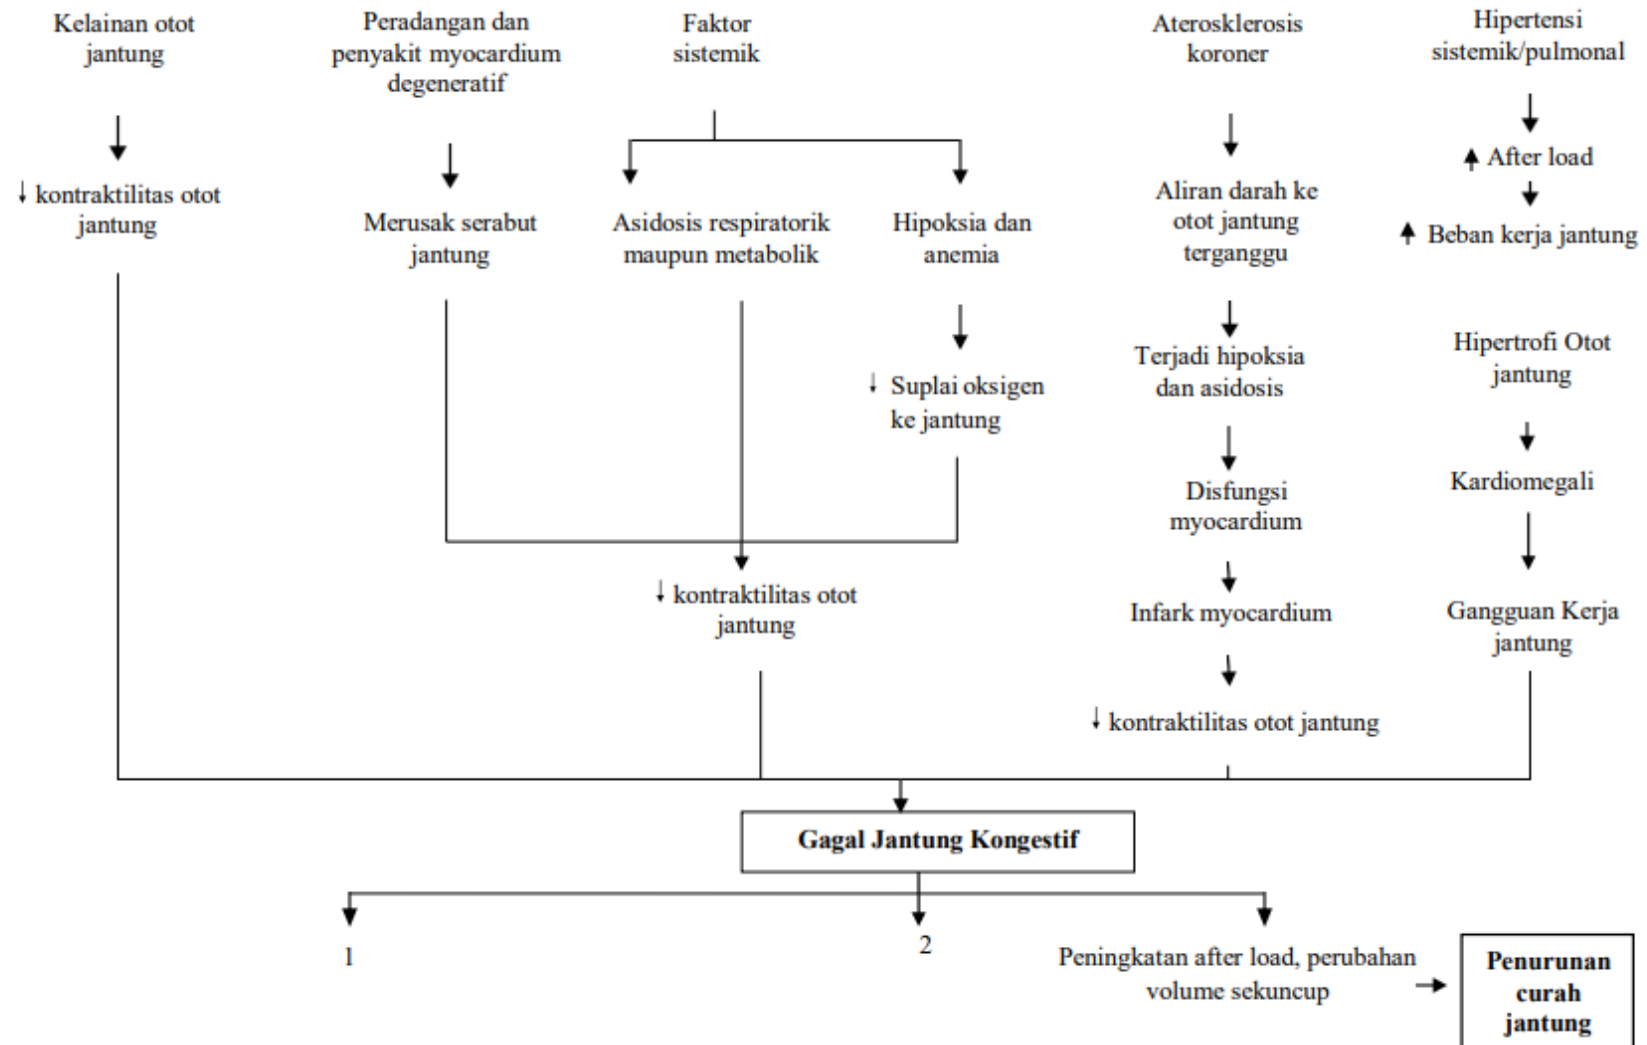 Kelainan otot
jantung
Peradangan dan
penyakit myocardium
degeneratif
Faktor
sistemik
Aterosklerosis
koroner
Hipertensi
sistemik/pulmonal
↓ kontraktilitas otot
jantung
Merusak serabut
jantung
Asidosis respiratorik
maupun metabolik
Hipoksia dan
anemia
↓ Suplai oksigen
ke jantung
↓ kontraktilitas otot
jantung
Aliran darah ke
otot jantung
terganggu
Terjadi hipoksia
dan asidosis
Disfungsi
myocardium
Infark myocardium
↓ kontraktilitas otot jantung
↑ After load
↑ Beban kerja jantung
Hipertrofi Otot
jantung
Kardiomegali
Gangguan Kerja
jantung
Gagal Jantung Kongestif
1
2
Peningkatan after load, perubahan
volume sekuncup
Penurunan
curah
jantung